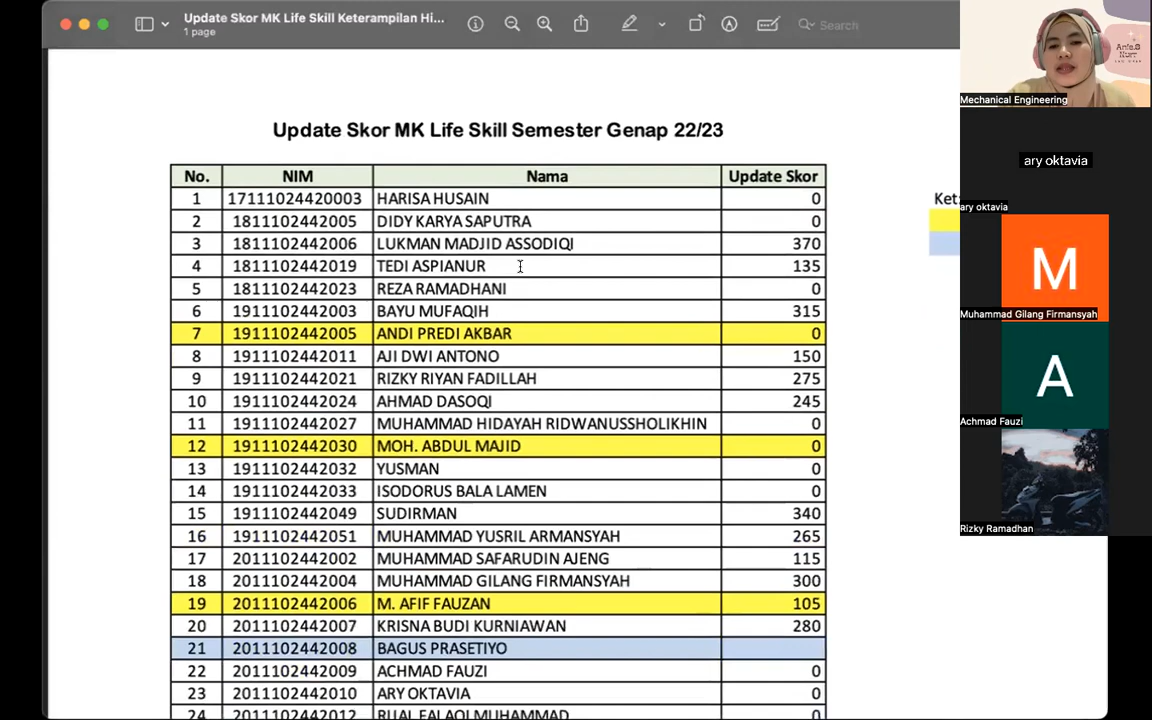 Update Skor MK Life Skill Keterampilan Hi...
1 page
Search
Update Skor MK Life Skill Semester Genap 22/23
No. NIM Nama Update Skor
1 17111024420003 HARISA HUSAIN 0
2 1811102442005 DIDY KARYA SAPUTRA 0
3 1811102442006 LUKMAN MADJID ASSODIQI 370
4 1811102442019 TEDI ASPIANUR 135
5 1811102442023 REZA RAMADHANI 0
6 1911102442003 BAYU MUFAQIH 315
7 1911102442005 ANDI PREDI AKBAR 0
8 1911102442011 AJI DWI ANTONO 150
9 1911102442021 RIZKY RIYAN FADILLAH 275
10 1911102442024 AHMAD DASOQI 245
11 1911102442027 MUHAMMAD HIDAYAH RIDWANUSSHOLIKHIN 0
12 1911102442030 MOH. ABDUL MAJID 0
13 1911102442032 YUSMAN 0
14 1911102442033 ISODORUS BALA LAMEN 0
15 1911102442049 SUDIRMAN 340
16 1911102442051 MUHAMMAD YUSRIL ARMANSYAH 265
17 2011102442002 MUHAMMAD SAFARUDIN AJENG 115
18 2011102442004 MUHAMMAD GILANG FIRMANSYAH 300
19 2011102442006 M. AFIF FAUZAN 105
20 2011102442007 KRISNA BUDI KURNIAWAN 280
21 2011102442008 BAGUS PRASETIYO
22 2011102442009 ACHMAD FAUZI 0
23 2011102442010 ARY OKTAVIA 0
24 2011102442012 RIJAL FALAQI MUHAMMAD 0
Ket
Mechanical Engineering
ary oktavia
ary oktavia
M
Muhammad Gilang Firmansyah
A
Achmad Fauzi
Rizky Ramadhan